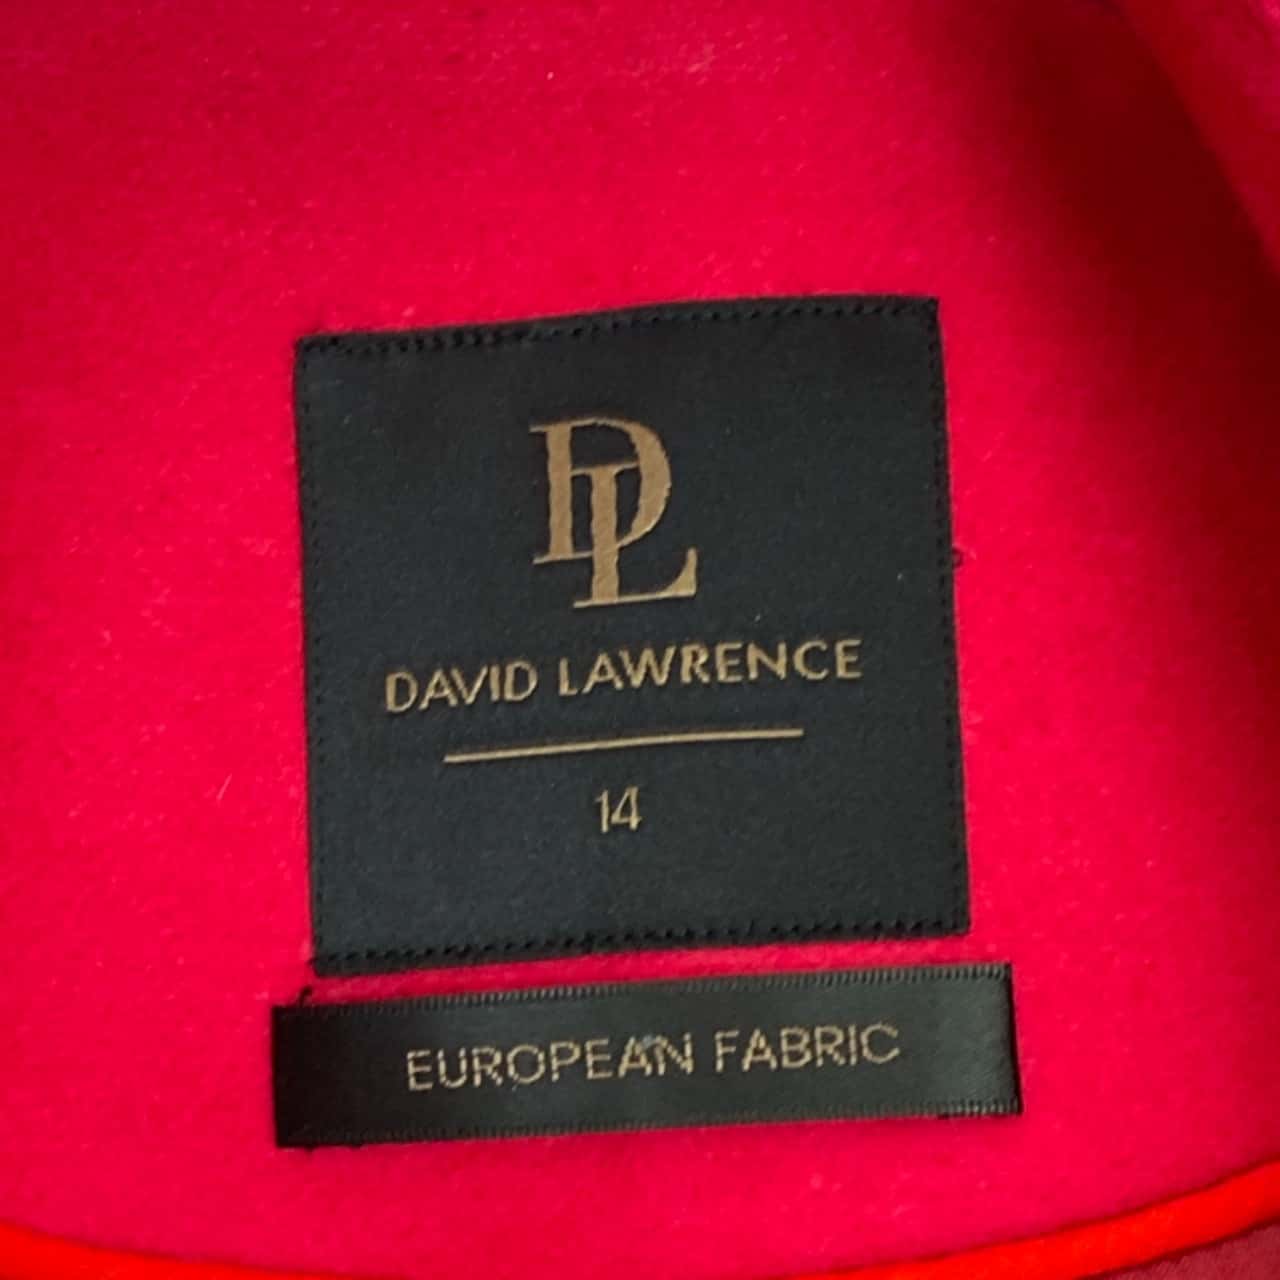 DL
DAVID LAWRENCE
14
EUROPEAN FABRIC